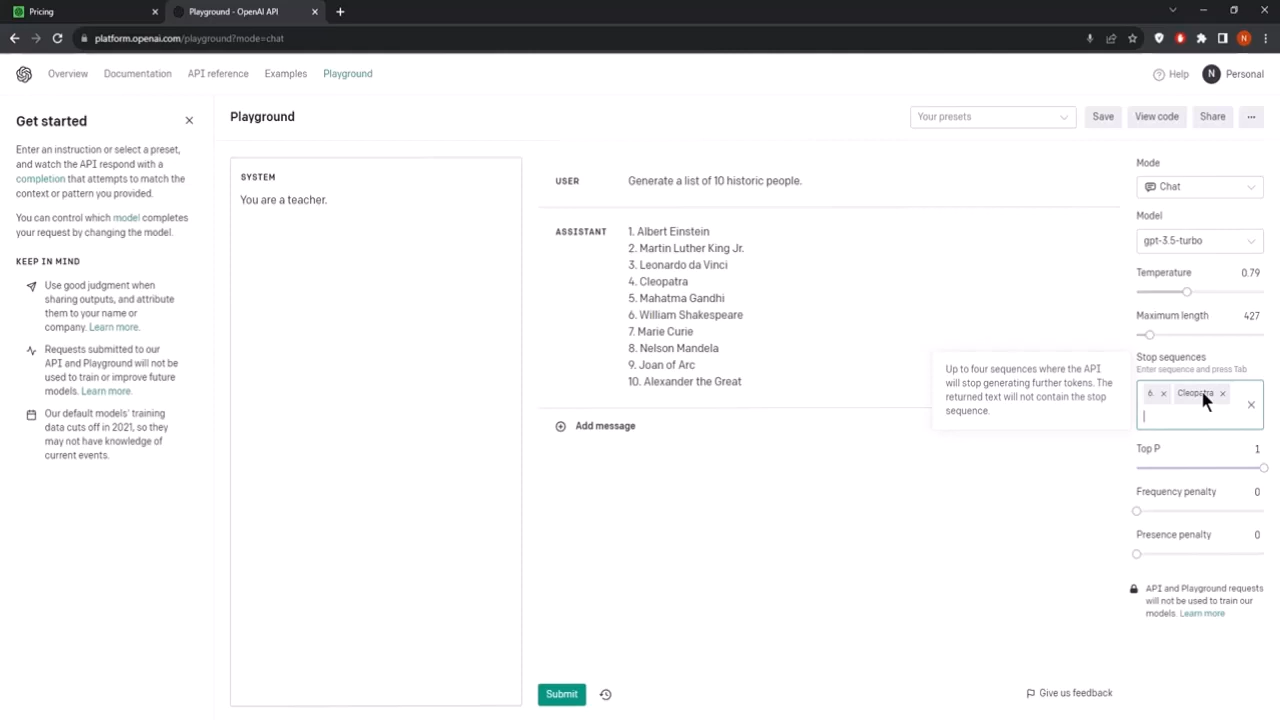 Pricing
Playground - OpenAI API
platform.openai.com/playground?mode=chat
N
Overview
Documentation
API reference
Examples
Playground
Help
N
Personal
Get started
Enter an instruction or select a preset,
and watch the API respond with a
completion that attempts to match the
context or pattern you provided.
You can control which model completes
your request by changing the model.
KEEP IN MIND
Use good judgment when
sharing outputs, and attribute
them to your name or
company. Learn more.
Requests submitted to our
API and Playground will not be
used to train or improve future
models. Learn more.
Our default models' training
data cuts off in 2021, so they
may not have knowledge of
current events.
Playground
Your presets
Save
View code
Share
...
SYSTEM
You are a teacher.
USER
Generate a list of 10 historic people.
ASSISTANT
1. Albert Einstein
2. Martin Luther King Jr.
3. Leonardo da Vinci
4. Cleopatra
5. Mahatma Gandhi
6. William Shakespeare
7. Marie Curie
8. Nelson Mandela
9. Joan of Arc
10. Alexander the Great
Add message
Submit
Give us feedback
Up to four sequences where the API
will stop generating further tokens. The
returned text will not contain the stop
sequence.
Mode
Chat
Model
gpt-3.5-turbo
Temperature 0.79
Maximum length 427
Stop sequences
Enter sequence and press Tab
6. Cleopatra
Top P 1
Frequency penalty 0
Presence penalty 0
API and Playground requests
will not be used to train our
models. Learn more